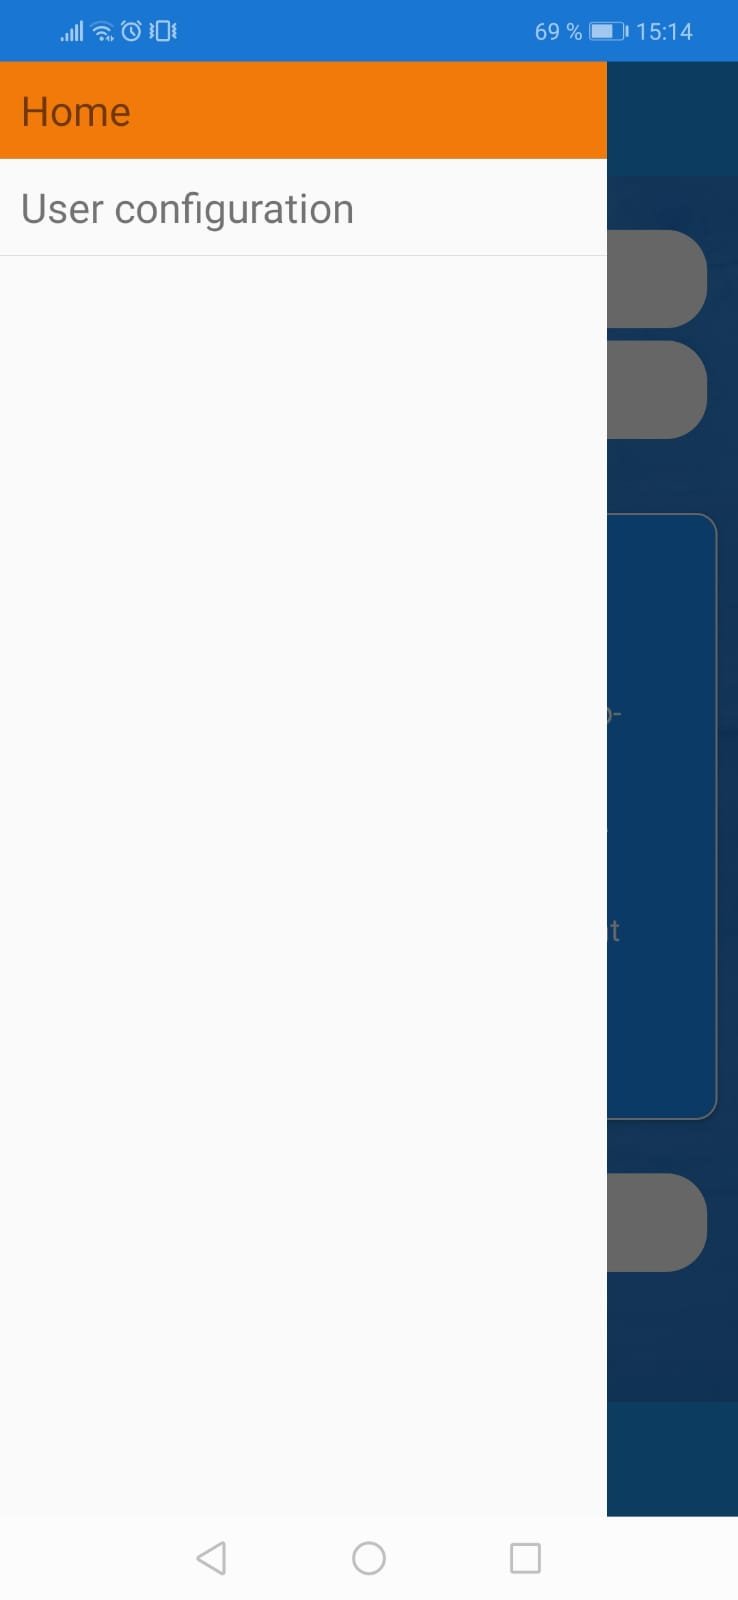 69 % 15:14
Home
User configuration
-
t